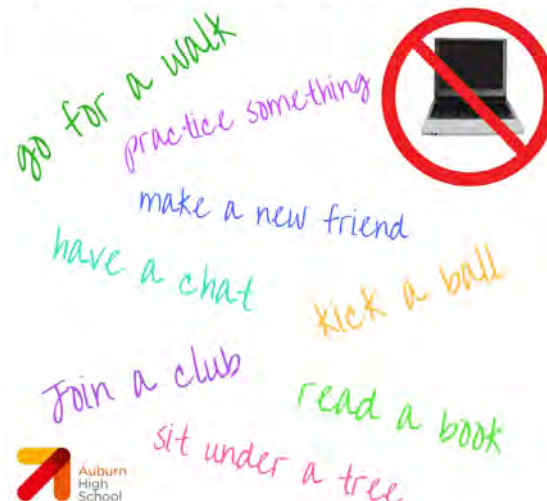 go for a walk
practice something
make a new friend
have a chat
kick a ball
Join a club
read a book
sit under a tree
Auburn
High
School